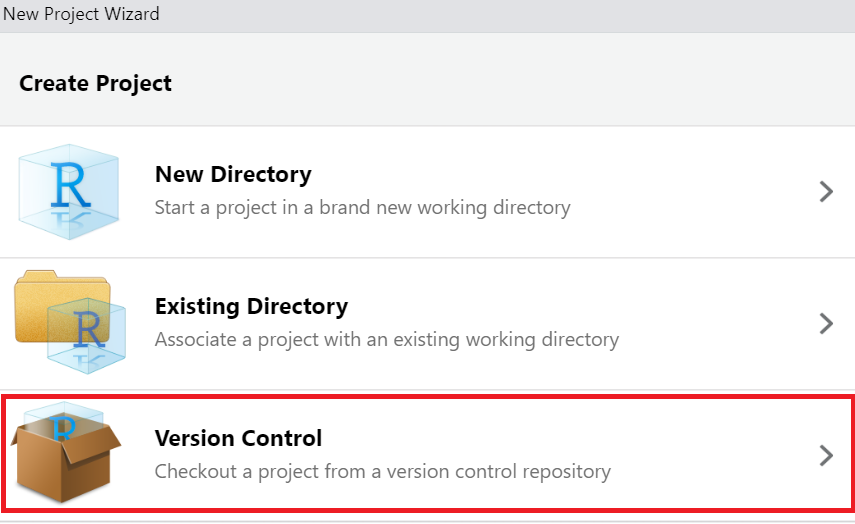 New Project Wizard
Create Project
R
New Directory
Start a project in a brand new working directory
R
Existing Directory
Associate a project with an existing working directory
R
Version Control
Checkout a project from a version control repository